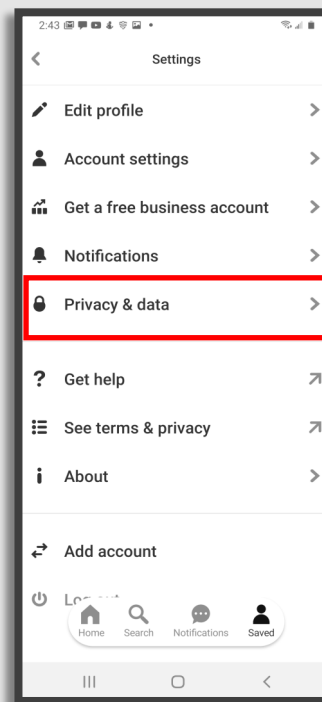 2:43
Settings
Edit profile
Account settings
Get a free business account
Notifications
Privacy & data
? Get help
See terms & privacy
About
Add account
Home Search Notifications Saved